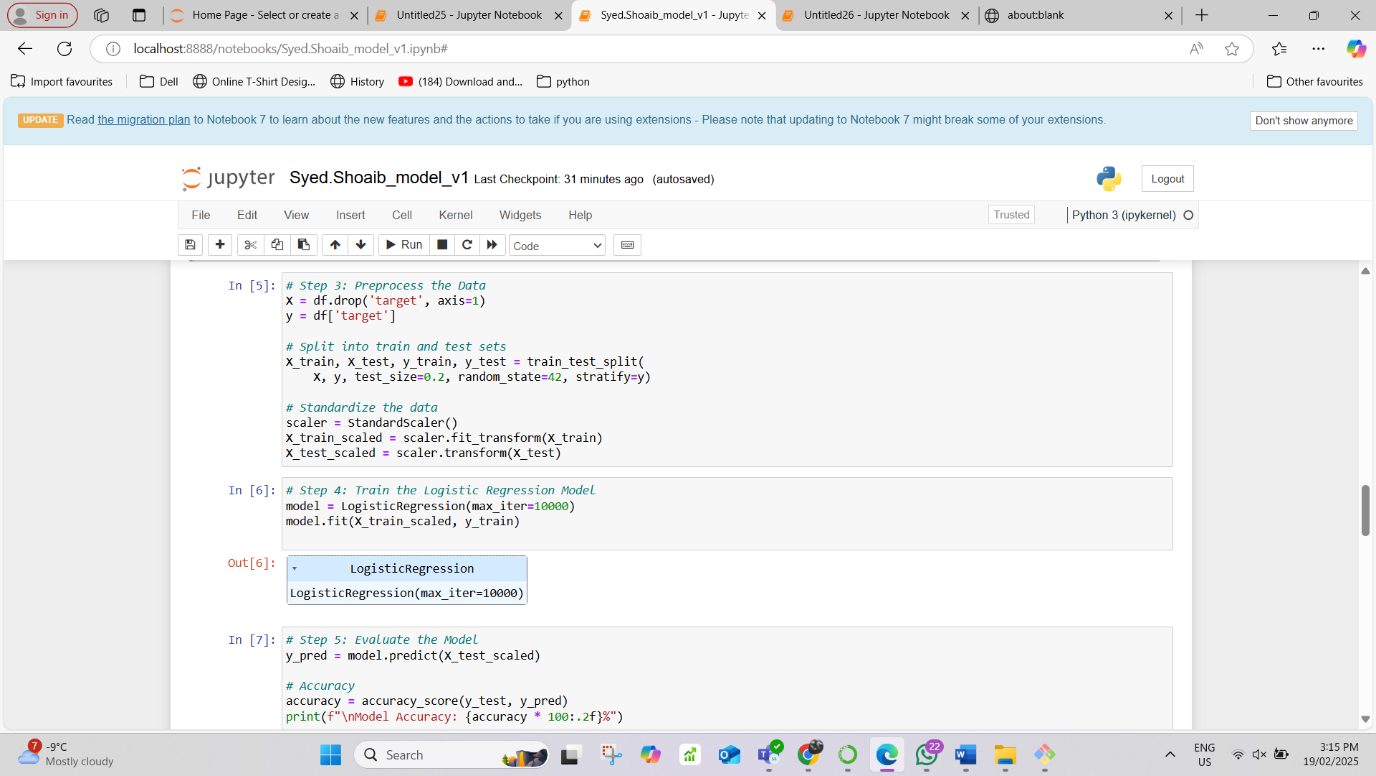 Sign in
Home Page - Select or create a
Untitled25 - Jupyter Notebook
Syed.Shoaib_model_v1 - Jupyte
Untitled26 - Jupyter Notebook
about:blank
localhost:8888/notebooks/Syed.Shoaib_model_v1.ipynb#
Import favourites
Dell
Online T-Shirt Desig...
History
(184) Download and...
python
Other favourites
UPDATE Read the migration plan to Notebook 7 to learn about the new features and the actions to take if you are using extensions - Please note that updating to Notebook 7 might break some of your extensions.
Don't show anymore
jupyter Syed.Shoaib_model_v1 Last Checkpoint: 31 minutes ago (autosaved)
Logout
File Edit View Insert Cell Kernel Widgets Help
Trusted
Python 3 (ipykernel)
Run
Code
In [5]: # Step 3: Preprocess the Data
X = df.drop('target', axis=1)
y = df['target']
# Split into train and test sets
X_train, X_test, y_train, y_test = train_test_split(
X, y, test_size=0.2, random_state=42, stratify=y)
# Standardize the data
scaler = StandardScaler()
X_train_scaled = scaler.fit_transform(X_train)
X_test_scaled = scaler.transform(X_test)
In [6]: # Step 4: Train the Logistic Regression Model
model = LogisticRegression(max_iter=10000)
model.fit(X_train_scaled, y_train)
Out[6]:
LogisticRegression
LogisticRegression(max_iter=10000)
In [7]: # Step 5: Evaluate the Model
y_pred = model.predict(X_test_scaled)
# Accuracy
accuracy = accuracy_score(y_test, y_pred)
print(f"\nModel Accuracy: {accuracy * 100:.2f}%")
7
-9°C
Mostly cloudy
Search
22
ENG
US
3:15 PM
19/02/2025